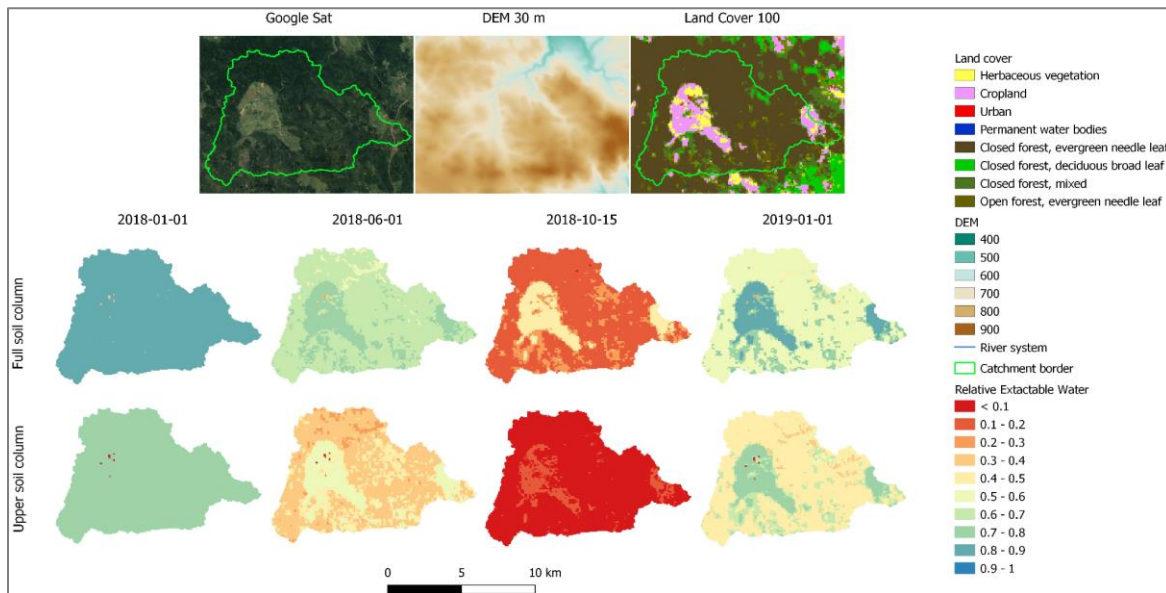 Google Sat
DEM 30 m
Land Cover 100
Land cover
Herbaceous vegetation
Cropland
Urban
Permanent water bodies
Closed forest, evergreen needle leaf
Closed forest, deciduous broad leaf
Closed forest, mixed
Open forest, evergreen needle leaf
DEM
400
500
600
700
800
900
River system
Catchment border
Relative Extactable Water
< 0.1
0.1 - 0.2
0.2 - 0.3
0.3 - 0.4
0.4 - 0.5
0.5 - 0.6
0.6 - 0.7
0.7 - 0.8
0.8 - 0.9
0.9 - 1
2018-01-01
2018-06-01
2018-10-15
2019-01-01
Full soil column
Upper soil column
0
5
10 km